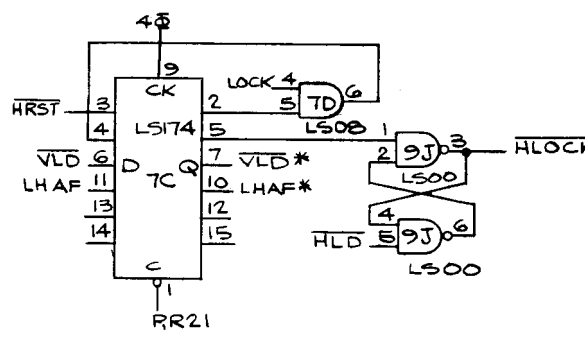 4Φ
9
CK
LOCK 4
6
5
7D
LS08
HRST 3
2
4
LS174
5
1
3
HLOCK
2
9J
LS00
VLD 6
D
Q
7
VLD*
LHAF 11
7C
10
LHAF*
13
12
14
15
4
6
HLD 5
9J
LS00
C
1
P,R21